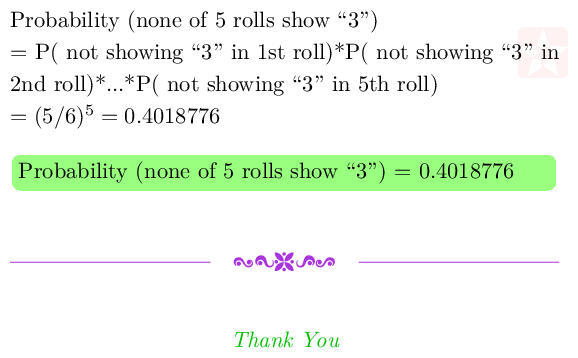 Probability (none of 5 rolls show “3”)
= P( not showing “3” in 1st roll)*P( not showing “3” in
2nd roll)*...*P( not showing “3” in 5th roll)
= (5/6)⁵ = 0.4018776
Probability (none of 5 rolls show “3”) = 0.4018776
Thank You